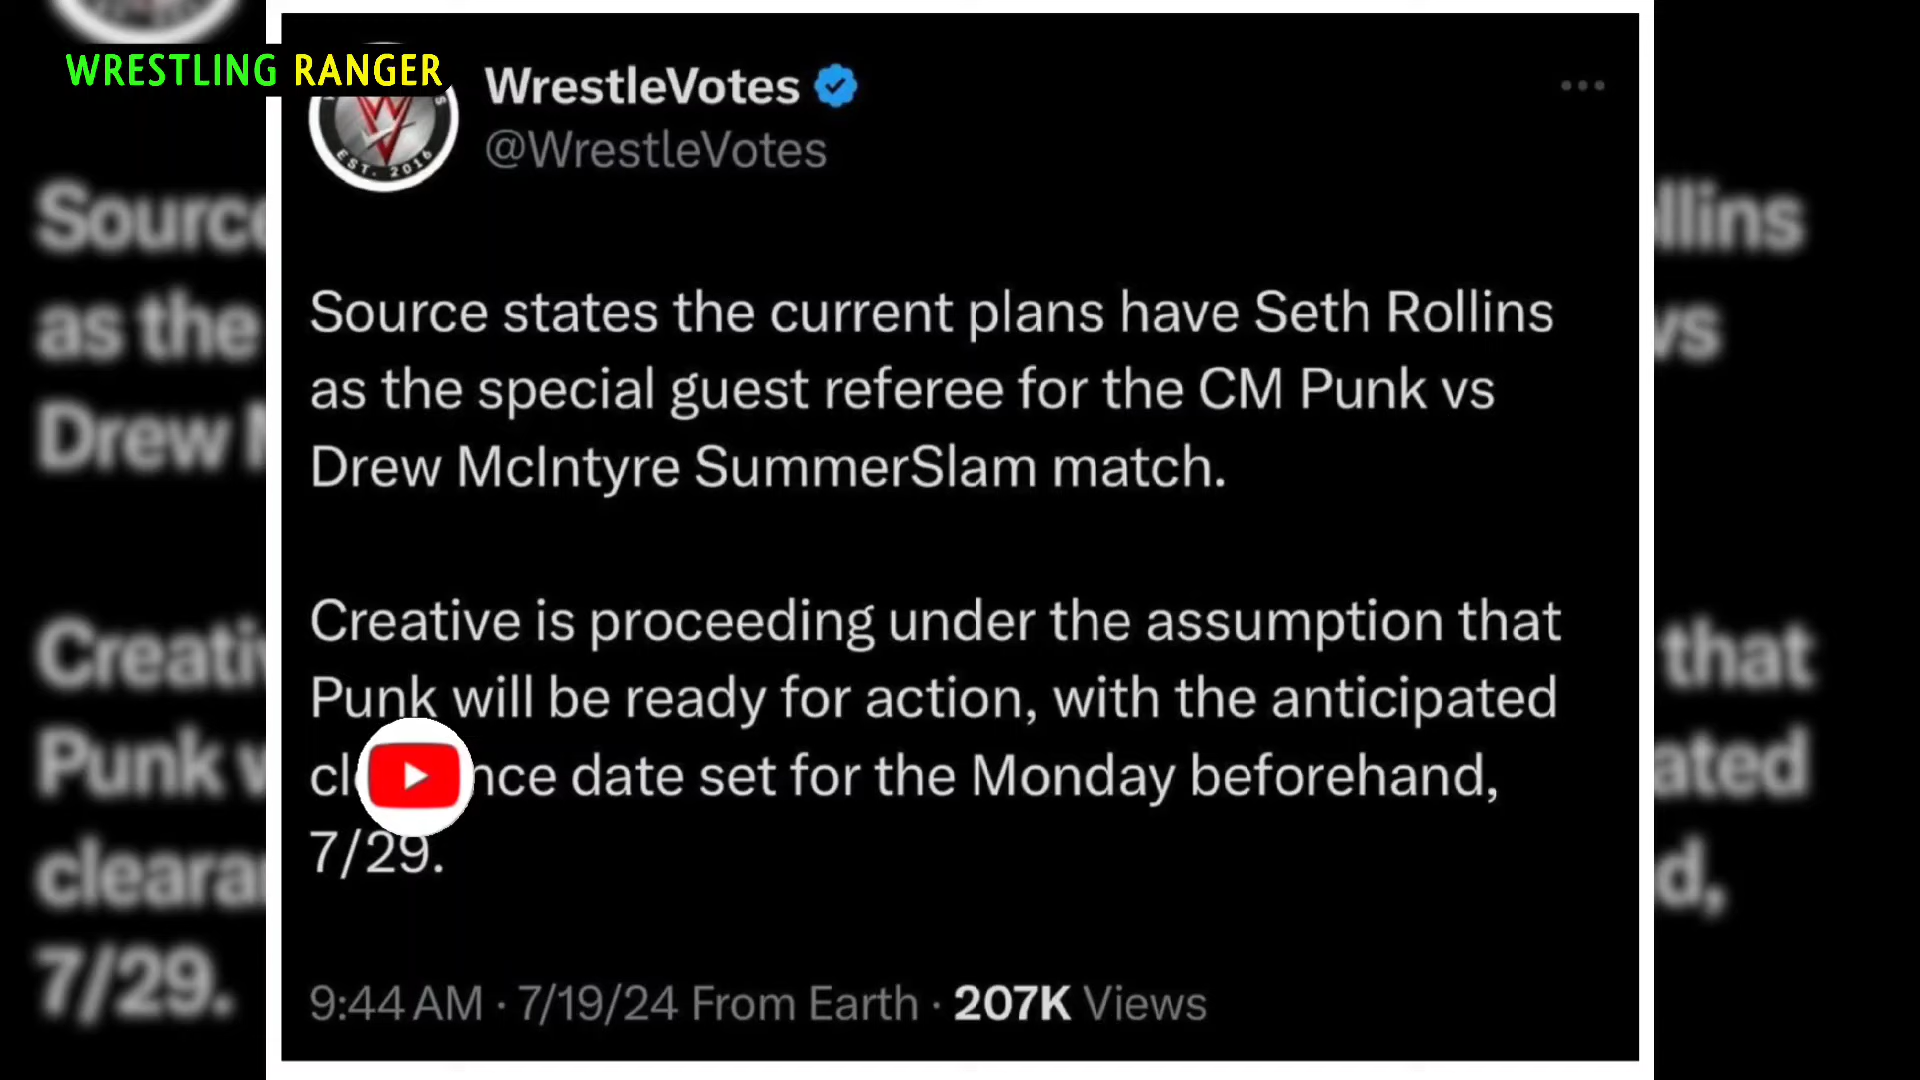 WRESTLING RANGER
WrestleVotes
@WrestleVotes
EST. 2016
Source states the current plans have Seth Rollins
as the special guest referee for the CM Punk vs
Drew McIntyre SummerSlam match.
Creative is proceeding under the assumption that
Punk will be ready for action, with the anticipated
date set for the Monday beforehand,
7/29.
9:44 AM · 7/19/24 From Earth · 207K Views